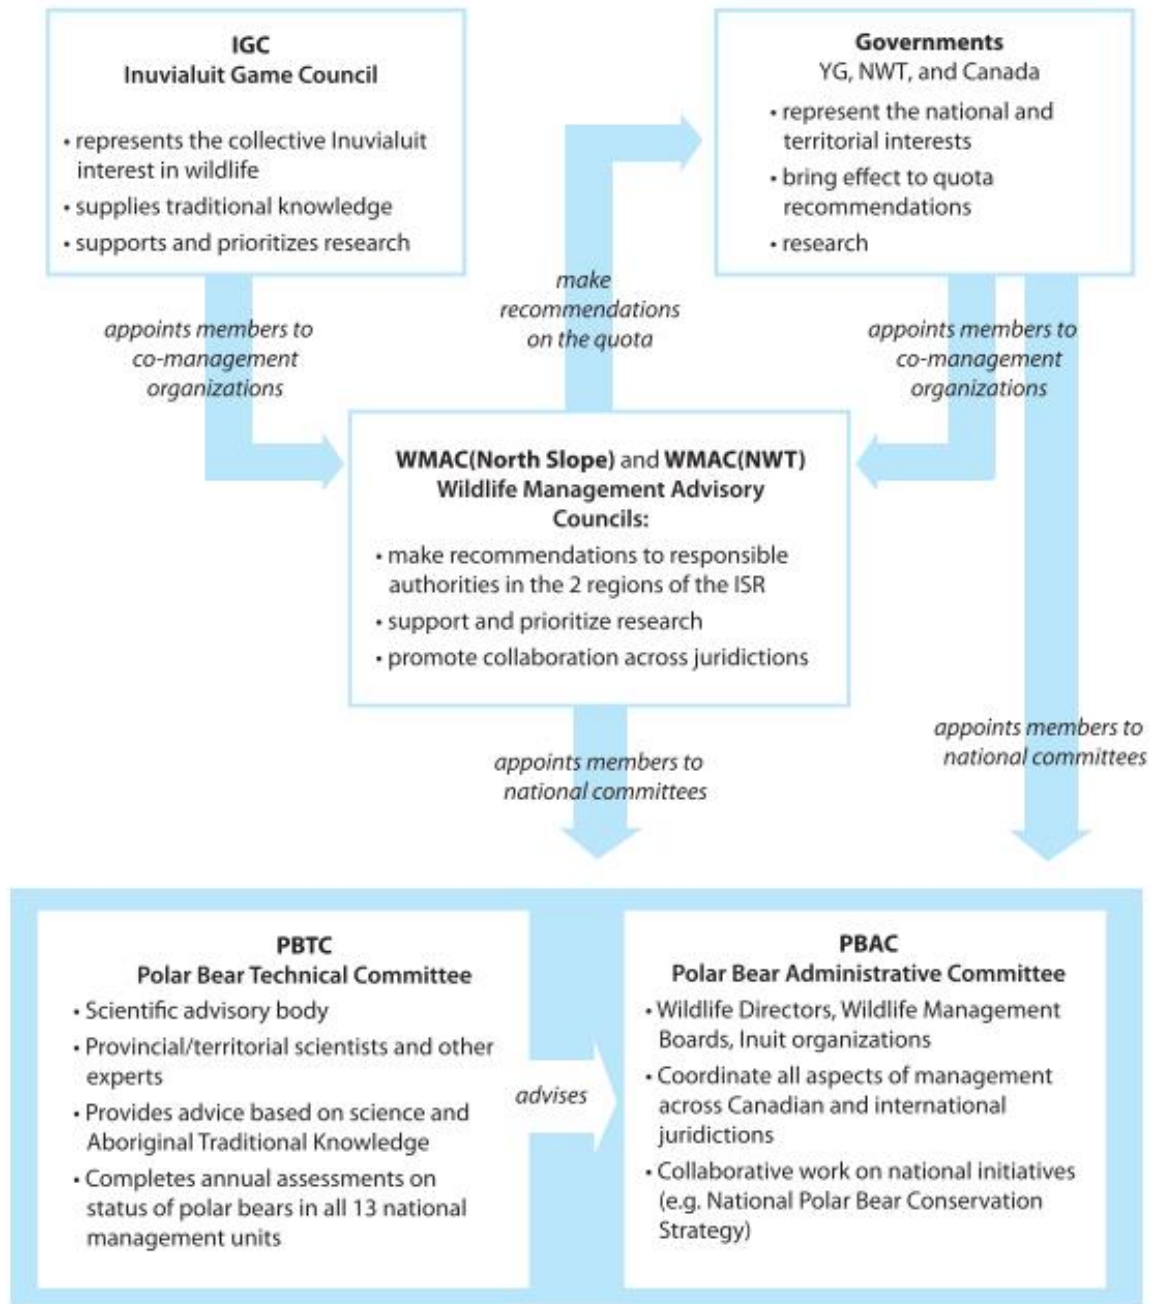 IGC
Inuvialuit Game Council
• represents the collective Inuvialuit
interest in wildlife
• supplies traditional knowledge
• supports and prioritizes research
Governments
YG, NWT, and Canada
• represent the national and
territorial interests
• bring effect to quota
recommendations
• research
appoints members to
co-management
organizations
make
recommendations
on the quota
appoints members to
co-management
organizations
WMAC(North Slope) and WMAC(NWT)
Wildlife Management Advisory
Councils:
• make recommendations to responsible
authorities in the 2 regions of the ISR
• support and prioritize research
• promote collaboration across juridictions
appoints members to
national committees
appoints members to
national committees
PBTC
Polar Bear Technical Committee
• Scientific advisory body
• Provincial/territorial scientists and other
experts
• Provides advice based on science and
Aboriginal Traditional Knowledge
• Completes annual assessments on
status of polar bears in all 13 national
management units
advises
PBAC
Polar Bear Administrative Committee
• Wildlife Directors, Wildlife Management
Boards, Inuit organizations
• Coordinate all aspects of management
across Canadian and international
juridictions
• Collaborative work on national initiatives
(e.g. National Polar Bear Conservation
Strategy)